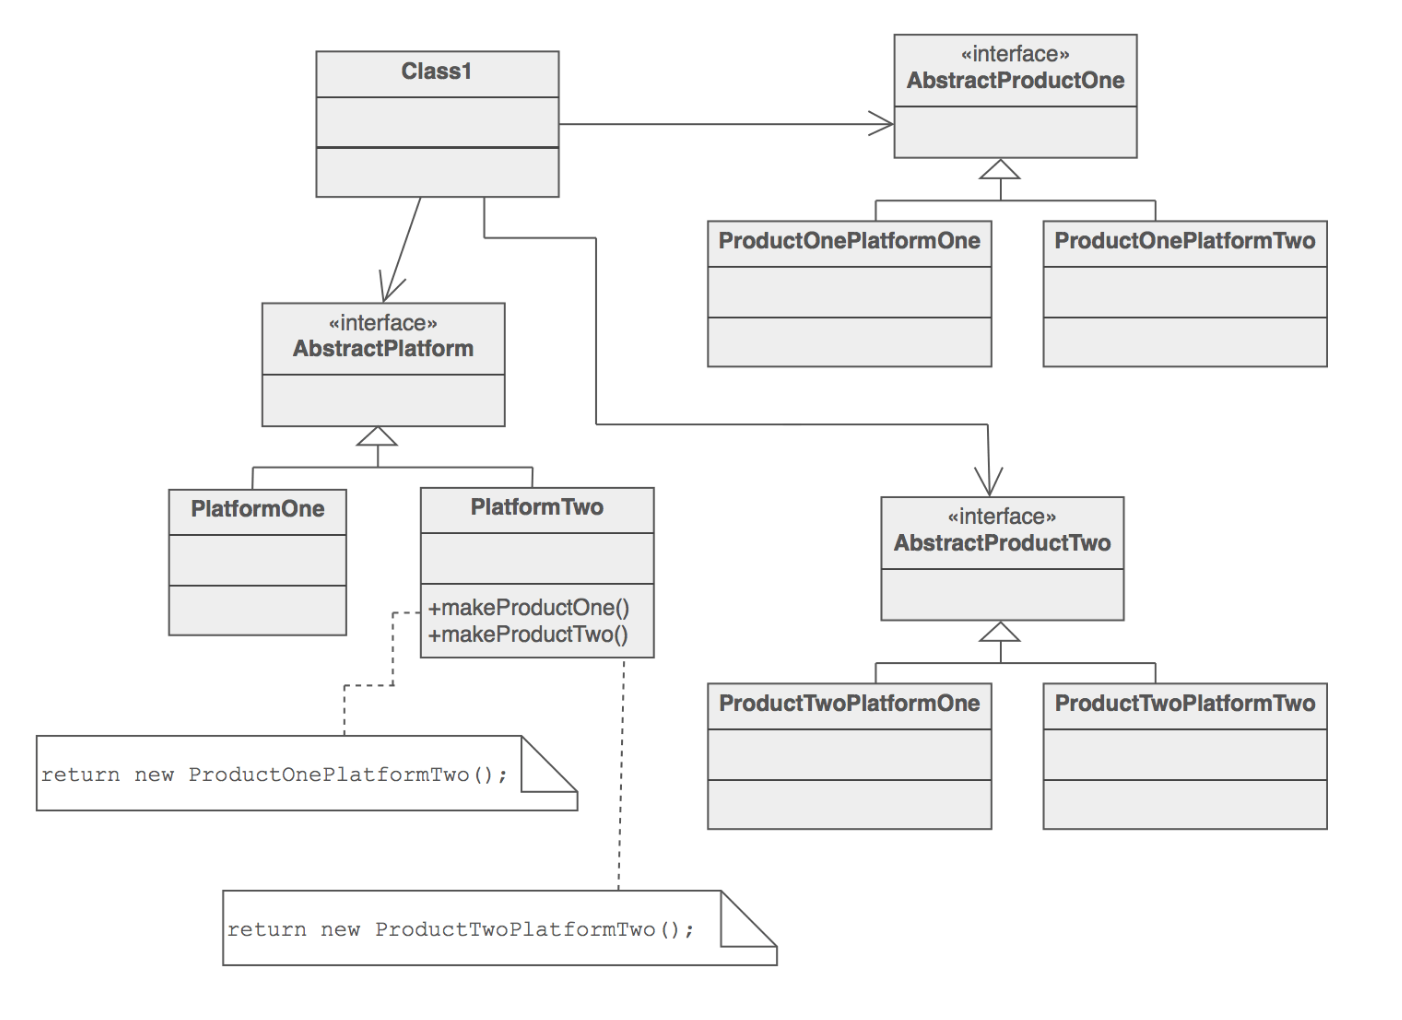 Class1
«interface»
AbstractProductOne
ProductOnePlatformOne
ProductOnePlatformTwo
«interface»
AbstractPlatform
PlatformOne
PlatformTwo
+makeProductOne()
+makeProductTwo()
«interface»
AbstractProductTwo
ProductTwoPlatformOne
ProductTwoPlatformTwo
return new ProductOnePlatformTwo();
return new ProductTwoPlatformTwo();